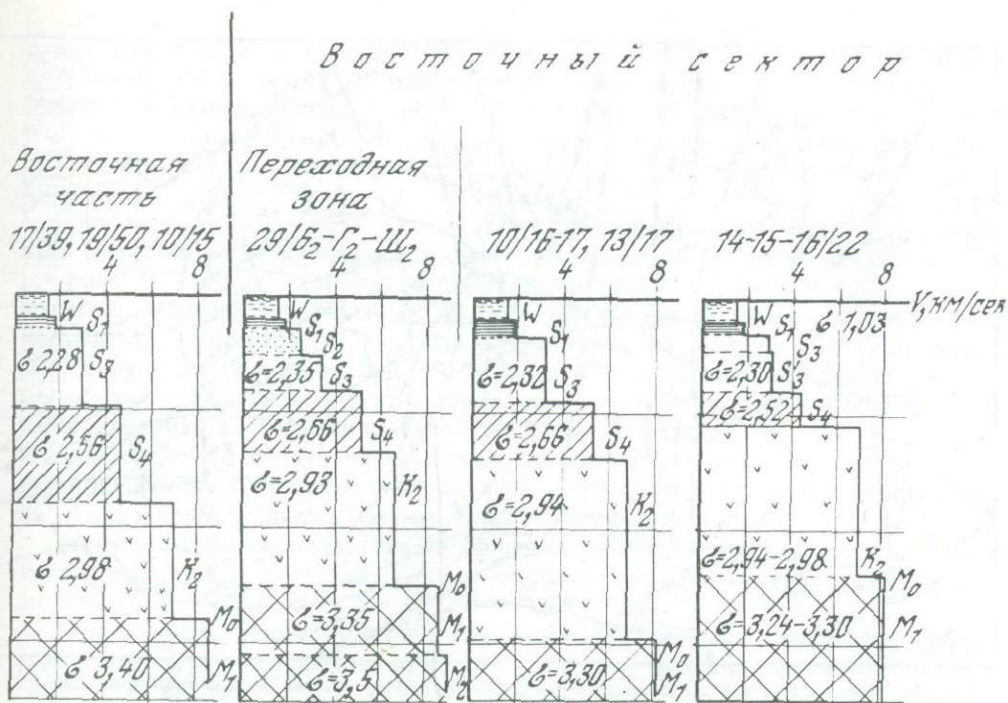 Восточный сектор
Восточная
часть
17/39, 19/50, 10/15
4 8
W
S1
б 2,28
S3
б 2,56
S4
б 2,98
K2
M0
б 3,40
M1
Переходная
зона
29/Б2-Г2-Ш2
4 8
W
S1
S2
б=2,35
S3
б=2,66
S4
б=2,93
K2
M0
б=3,35
M1
б=3,5
M2
10/16-17, 13/17
4 8
W
S1
б=2,32
S3
б=2,66
S4
б=2,94
K2
M0
б=3,30
M1
14-15-16/22
4 8
V, км/сек
W
б 1,03
S1
S3
б=2,30
S'3
б=2,52
S4
б=2,94-2,98
K2
M0
б=3,24-3,30
M1